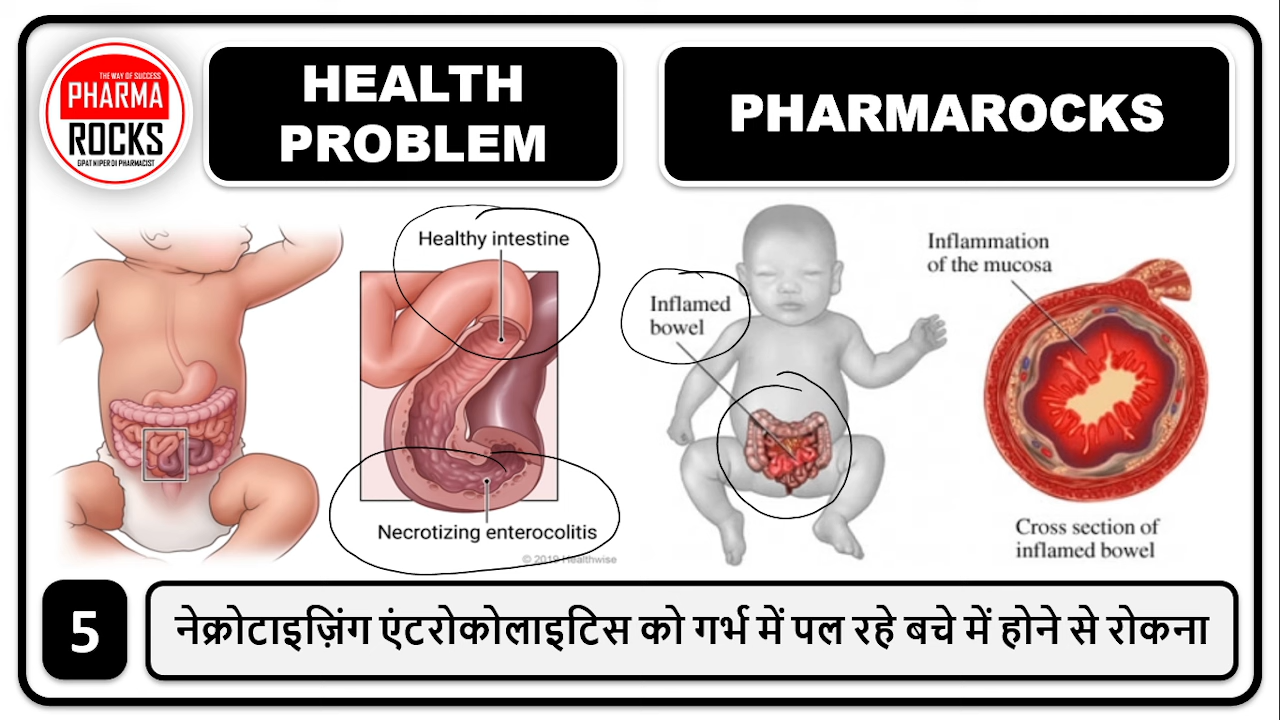 THE WAY OF SUCCESS
PHARMA
ROCKS
GPAT NIPER DI PHARMACIST
HEALTH
PROBLEM
PHARMAROCKS
Healthy intestine
Necrotizing enterocolitis
© 2019 Healthwise
Inflamed
bowel
Inflammation
of the mucosa
Cross section of
inflamed bowel
5
नेक्रोटाइज़िंग एंटरोकोलाइटिस को गर्भ में पल रहे बचे में होने से रोकना